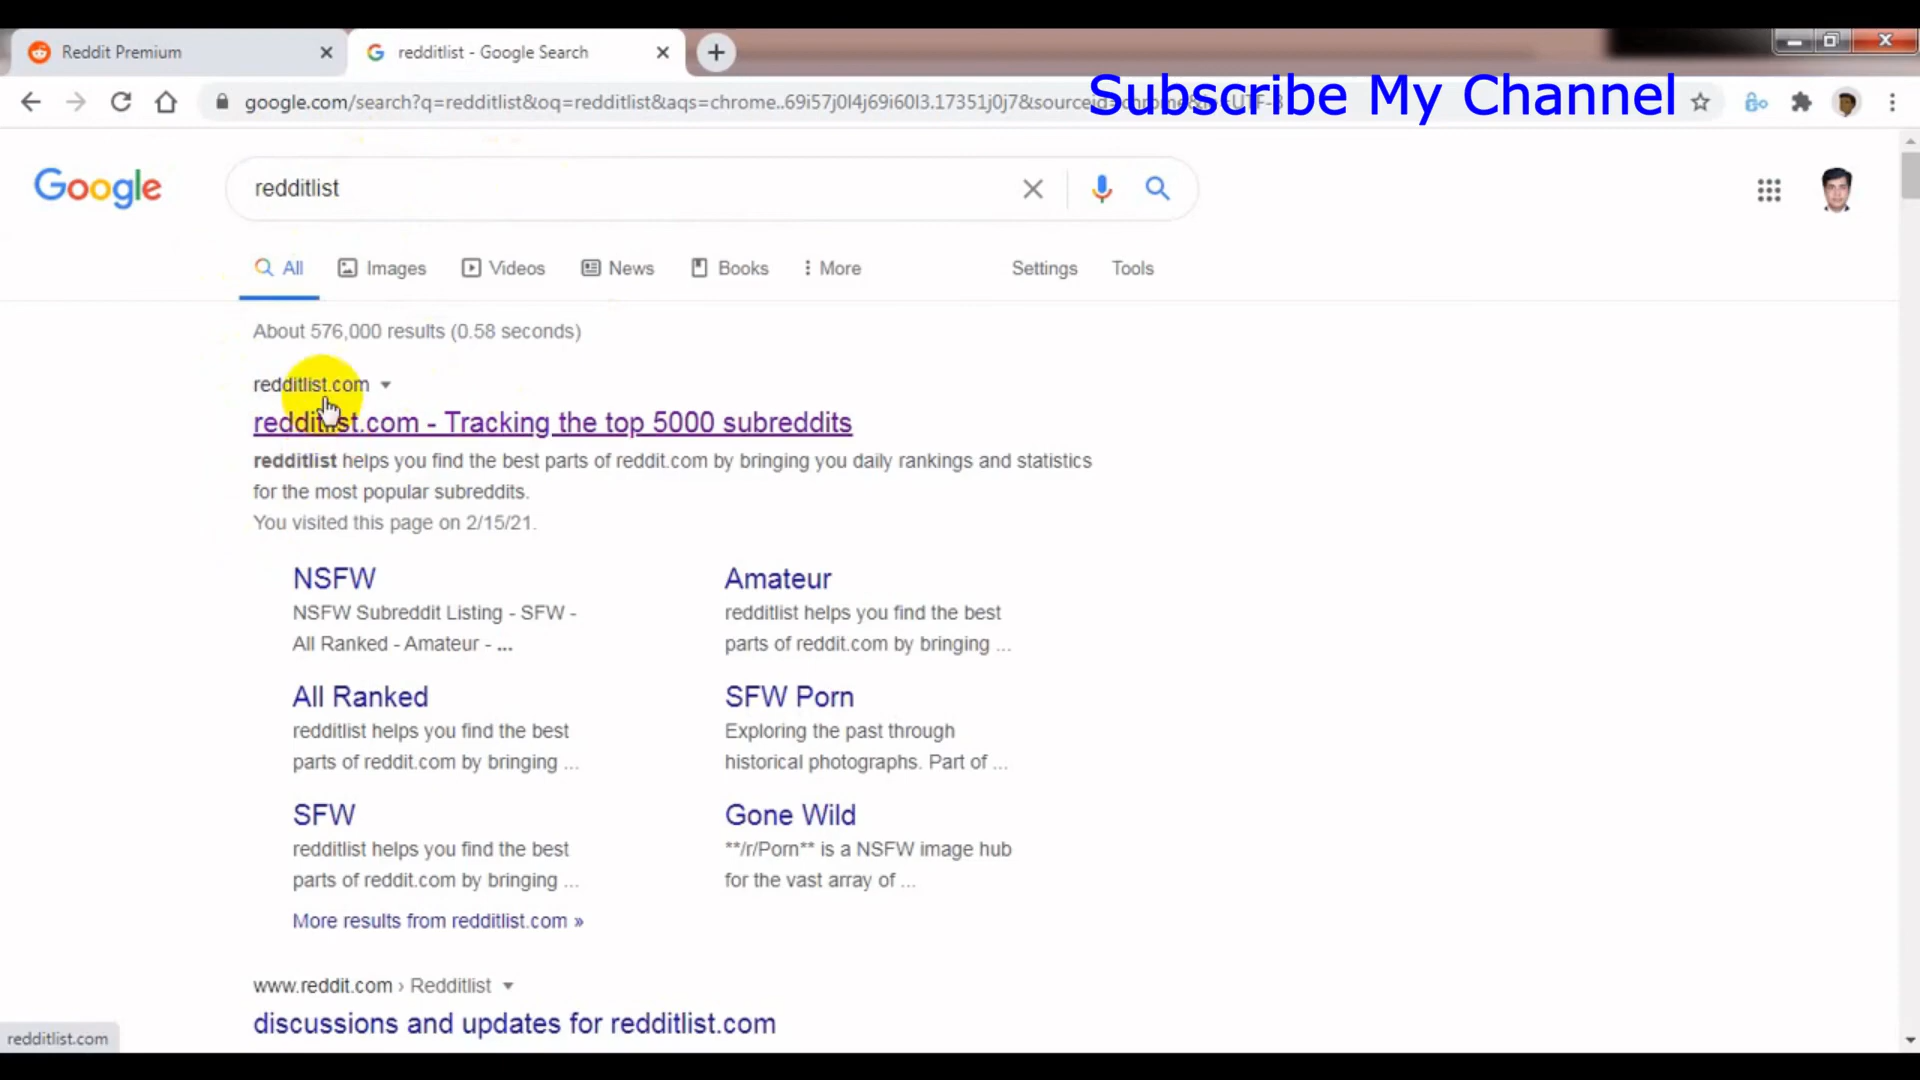 Reddit Premium
redditlist - Google Search
Subscribe My Channel
google.com/search?q=redditlist&oq=redditlist&aqs=chrome..69i57j0l4j69i60l3.17351j0j7&sourceid=chrome&ie=UTF-8
Google
redditlist
All Images Videos News Books More Settings Tools
About 576,000 results (0.58 seconds)
redditlist.com
redditlist.com - Tracking the top 5000 subreddits
redditlist helps you find the best parts of reddit.com by bringing you daily rankings and statistics
for the most popular subreddits.
You visited this page on 2/15/21.
NSFW
NSFW Subreddit Listing - SFW -
All Ranked - Amateur - ...
Amateur
redditlist helps you find the best
parts of reddit.com by bringing ...
All Ranked
redditlist helps you find the best
parts of reddit.com by bringing ...
SFW Porn
Exploring the past through
historical photographs. Part of ...
SFW
redditlist helps you find the best
parts of reddit.com by bringing ...
Gone Wild
**/r/Porn** is a NSFW image hub
for the vast array of ...
More results from redditlist.com »
www.reddit.com › Redditlist
discussions and updates for redditlist.com
redditlist.com